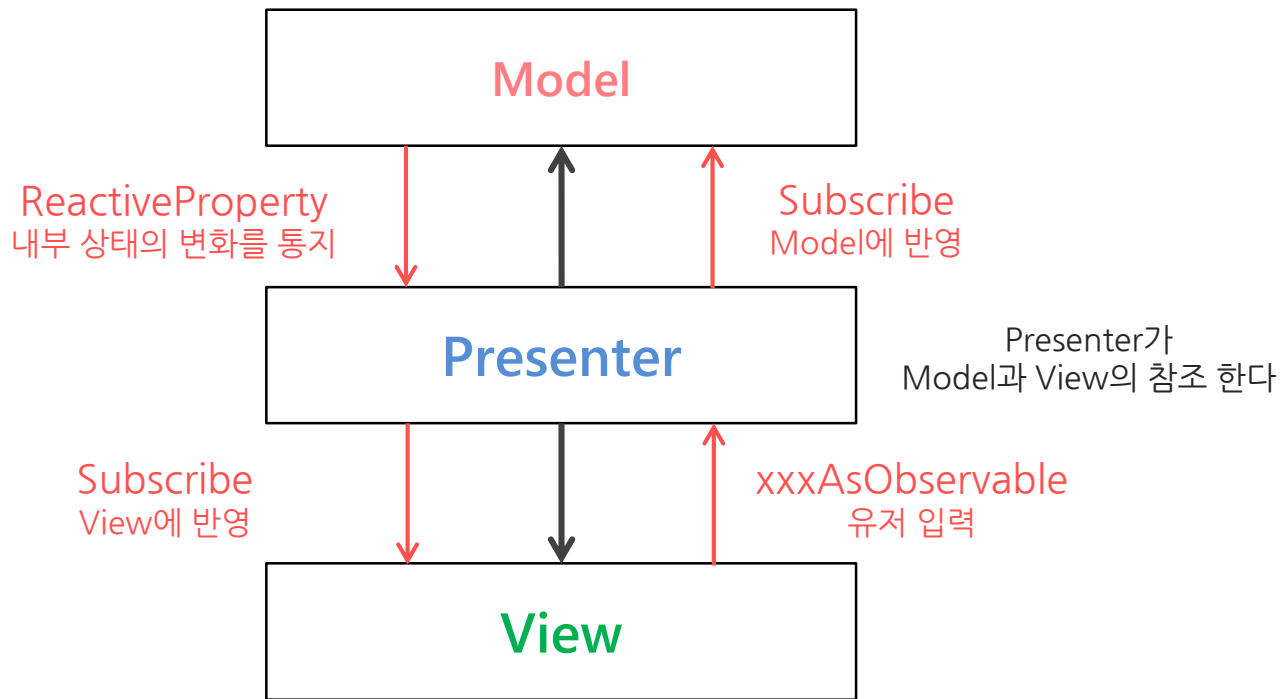 Model
ReactiveProperty
내부 상태의 변화를 통지
Subscribe
Model에 반영
Presenter
Presenter가
Model과 View의 참조 한다
Subscribe
View에 반영
xxxAsObservable
유저 입력
View